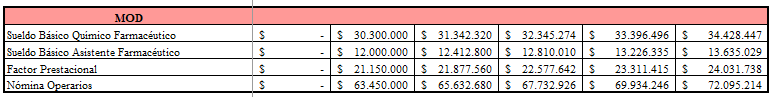 MOD
Sueldo Básico Quimico Farmacéutico $ - $ 30.300.000 $ 31.342.320 $ 32.345.274 $ 33.396.496 $ 34.428.447
Sueldo Básico Asistente Farmacéutico $ - $ 12.000.000 $ 12.412.800 $ 12.810.010 $ 13.226.335 $ 13.635.029
Factor Prestacional $ - $ 21.150.000 $ 21.877.560 $ 22.577.642 $ 23.311.415 $ 24.031.738
Nómina Operarios $ - $ 63.450.000 $ 65.632.680 $ 67.732.926 $ 69.934.246 $ 72.095.214